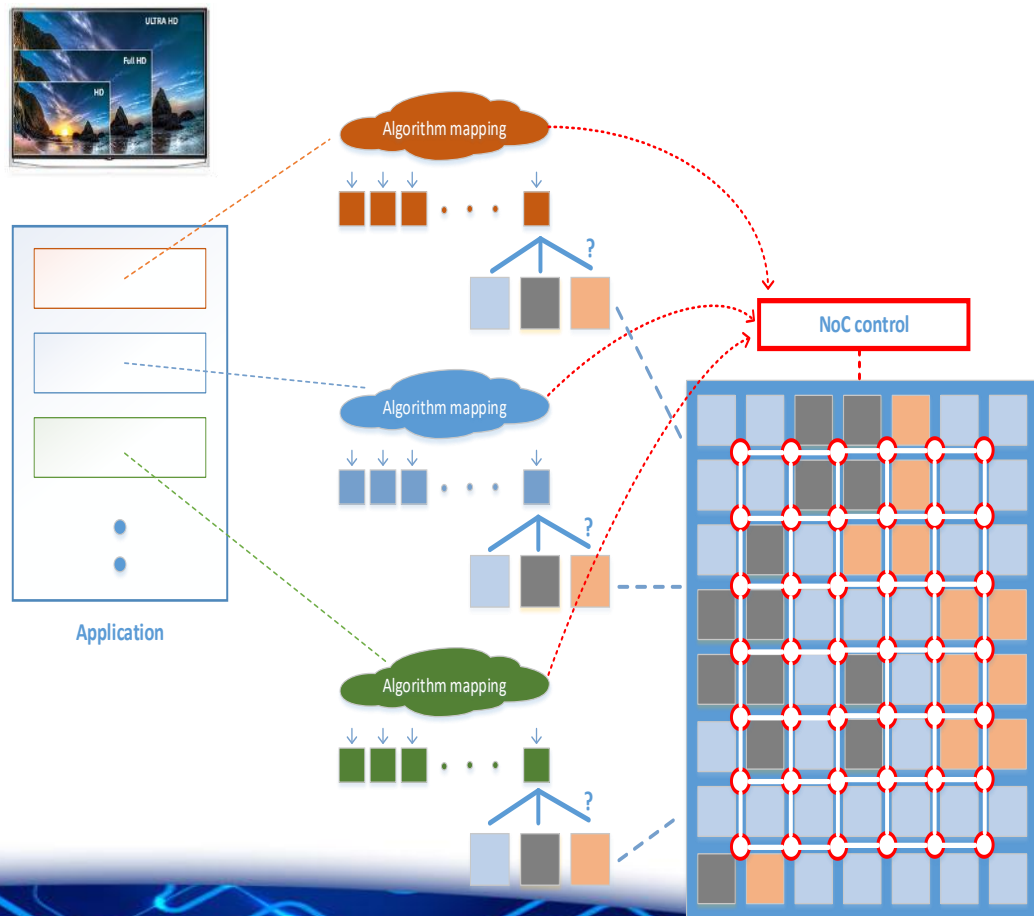 ULTRA HD
Full HD
HD
Algorithm mapping
?
NoC control
Algorithm mapping
?
Application
Algorithm mapping
?